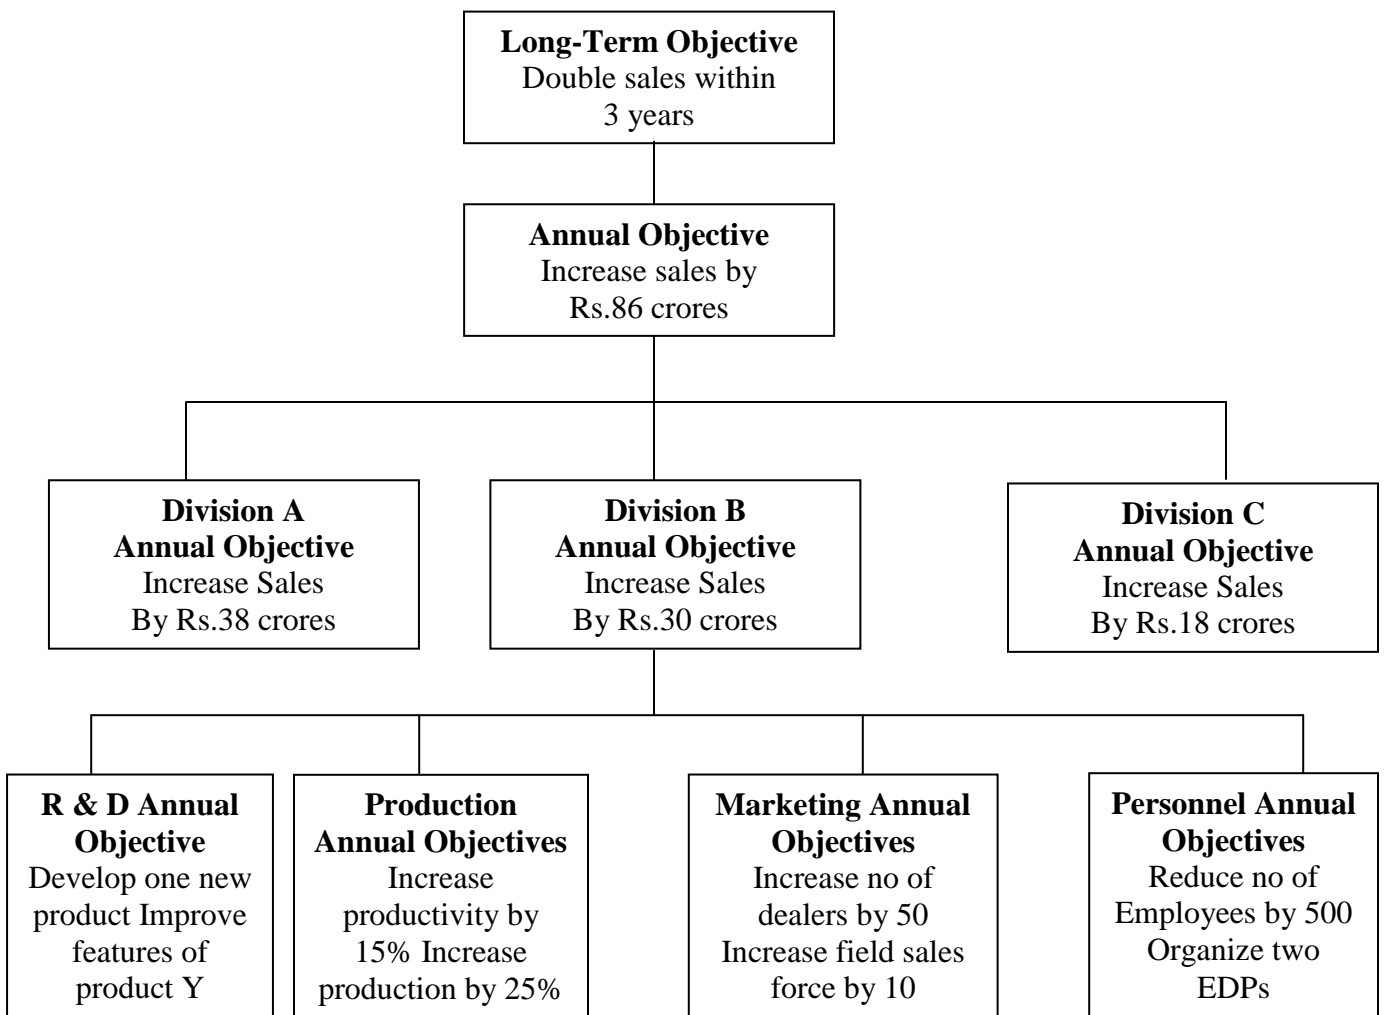 Long-Term Objective
Double sales within
3 years
Annual Objective
Increase sales by
Rs.86 crores
Division A
Annual Objective
Increase Sales
By Rs.38 crores
Division B
Annual Objective
Increase Sales
By Rs.30 crores
Division C
Annual Objective
Increase Sales
By Rs.18 crores
R & D Annual
Objective
Develop one new
product Improve
features of
product Y
Production
Annual Objectives
Increase
productivity by
15% Increase
production by 25%
Marketing Annual
Objectives
Increase no of
dealers by 50
Increase field sales
force by 10
Personnel Annual
Objectives
Reduce no of
Employees by 500
Organize two
EDPs